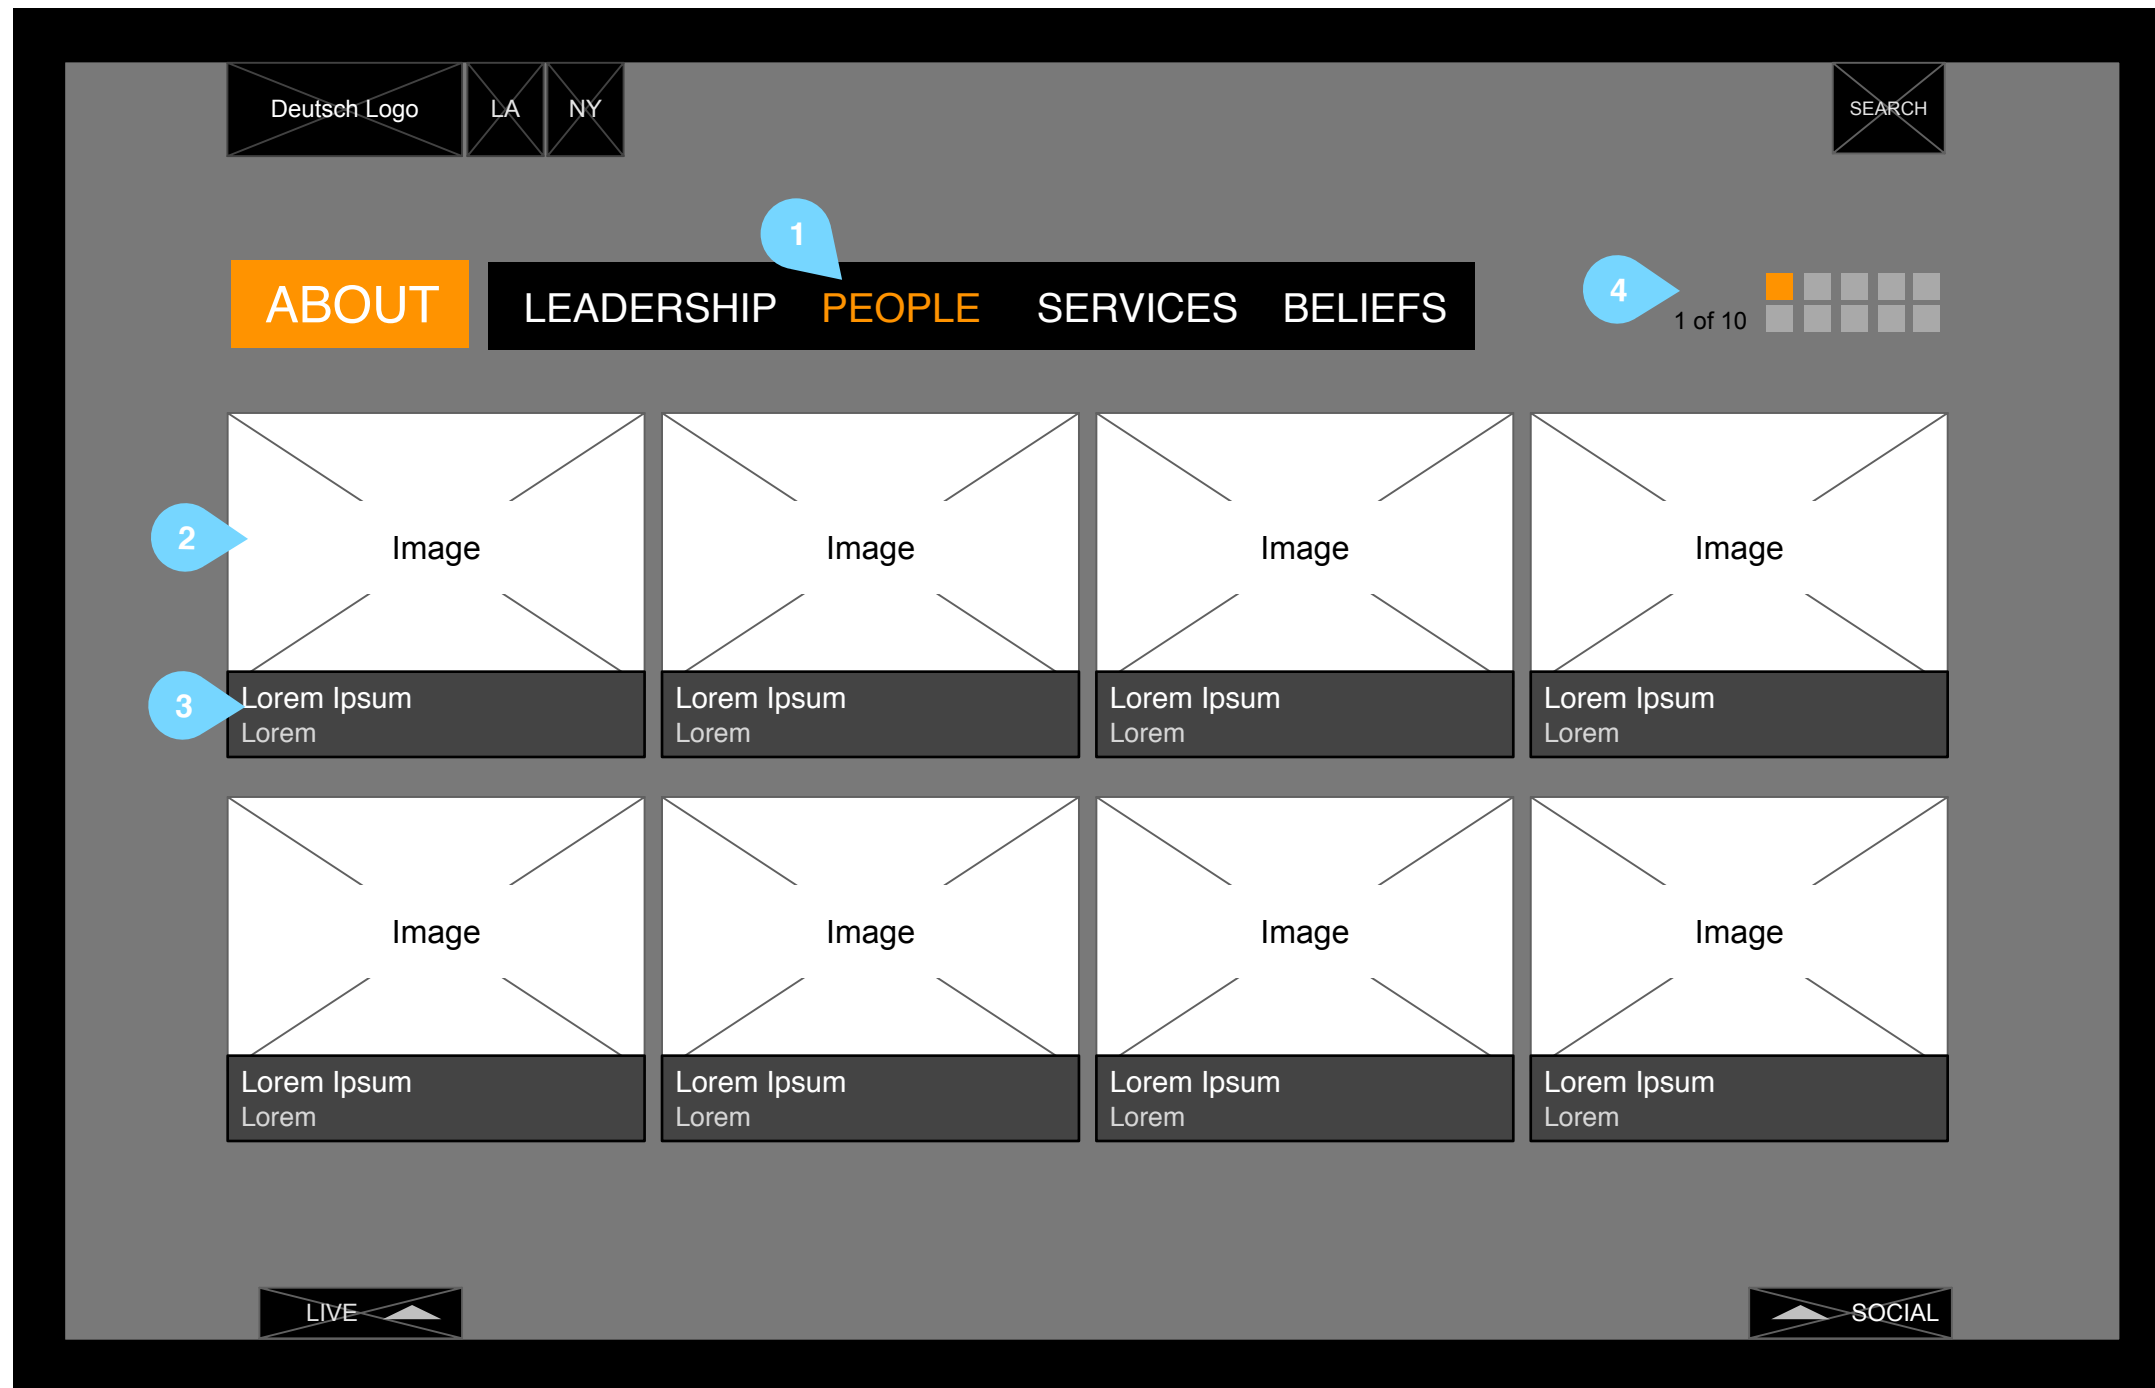 Deutsch Logo LA NY SEARCH
1
ABOUT LEADERSHIP PEOPLE SERVICES BELIEFS
4
1 of 10
2
Image Image Image Image
3
Lorem Ipsum Lorem Ipsum Lorem Ipsum Lorem Ipsum
Lorem Lorem Lorem Lorem
Image Image Image Image
Lorem Ipsum Lorem Ipsum Lorem Ipsum Lorem Ipsum
Lorem Lorem Lorem Lorem
LIVE SOCIAL